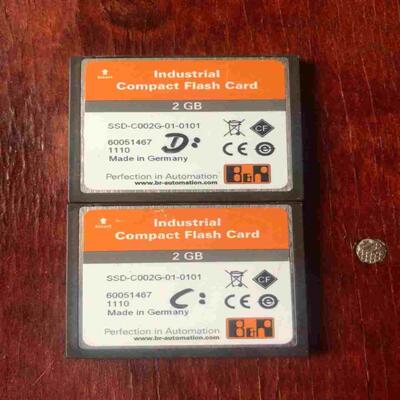 Insert
Industrial
Compact Flash Card
2 GB
SSD-C002G-01-0101
60051467
1110
D:
Made in Germany
CF
CE
Perfection in Automation
www.br-automation.com
B&R
Insert
Industrial
Compact Flash Card
2 GB
SSD-C002G-01-0101
60051467
1110
C:
Made in Germany
CF
CE
Perfection in Automation
www.br-automation.com
B&R